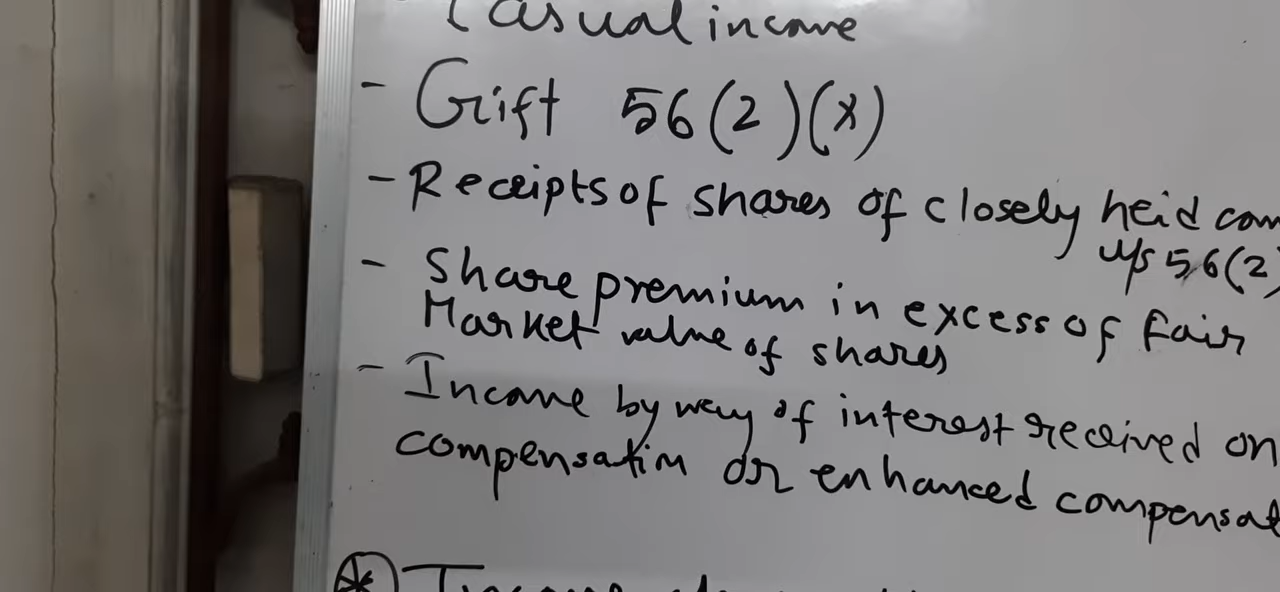 Casual income
- Gift 56(2)(x)
- Receipts of shares of closely held com
u/s 56(2)
- Share premium in excess of fair
Market value of shares
- Income by way of interest received on
compensation or enhanced compensat
* Income